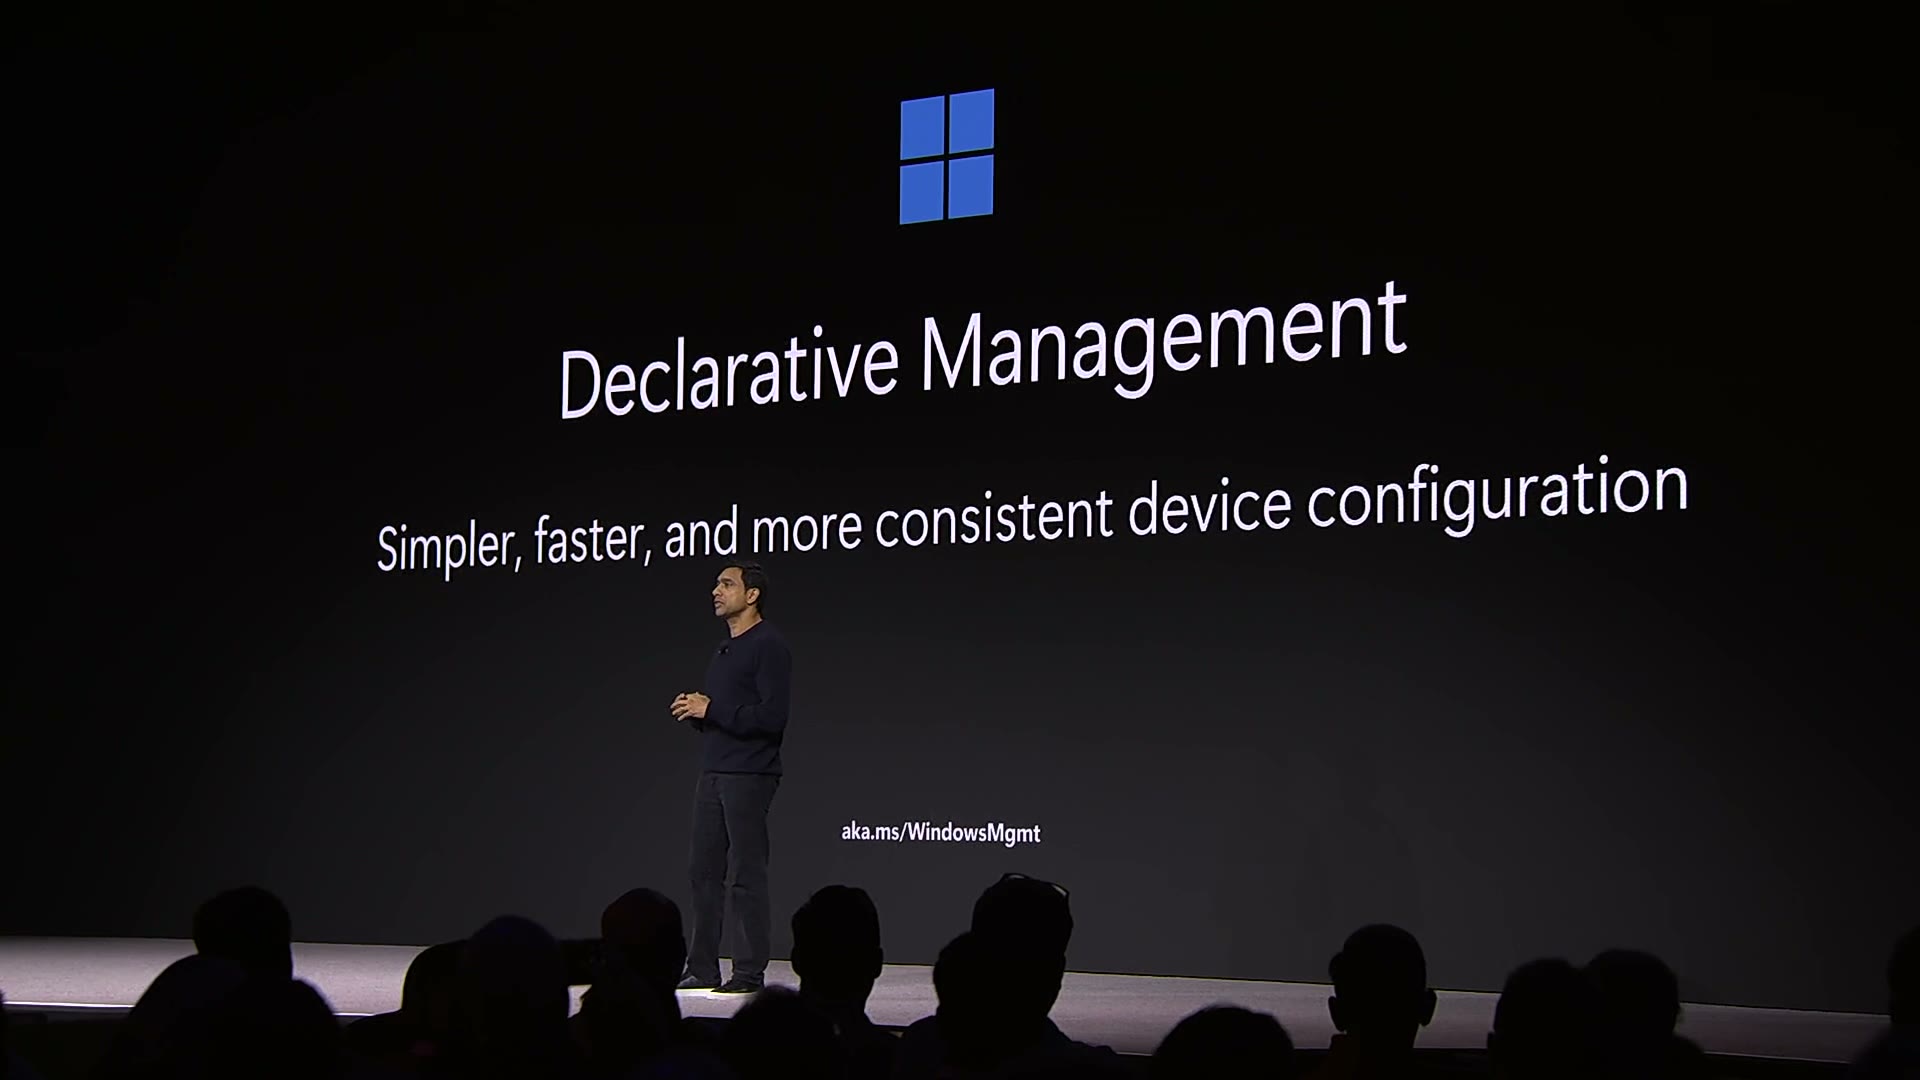 Declarative Management
Simpler, faster, and more consistent device configuration
aka.ms/WindowsMgmt